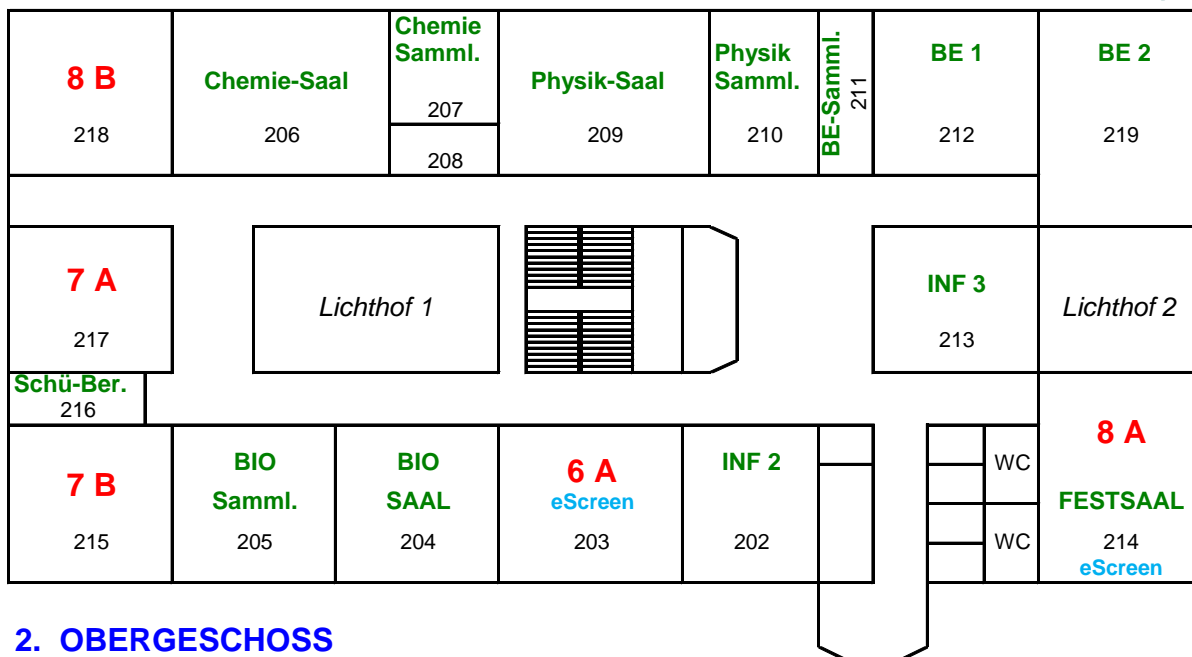 8 B
218
Chemie-Saal
206
Chemie
Samml.
207
208
Physik-Saal
209
Physik
Samml.
210
BE-Samml.
211
BE 1
212
BE 2
219
7 A
217
Lichthof 1
INF 3
213
Lichthof 2
Schü-Ber.
216
7 B
215
BIO
Samml.
205
BIO
SAAL
204
6 A
eScreen
203
INF 2
202
WC
WC
8 A
FESTSAAL
214
eScreen
2. OBERGESCHOSS